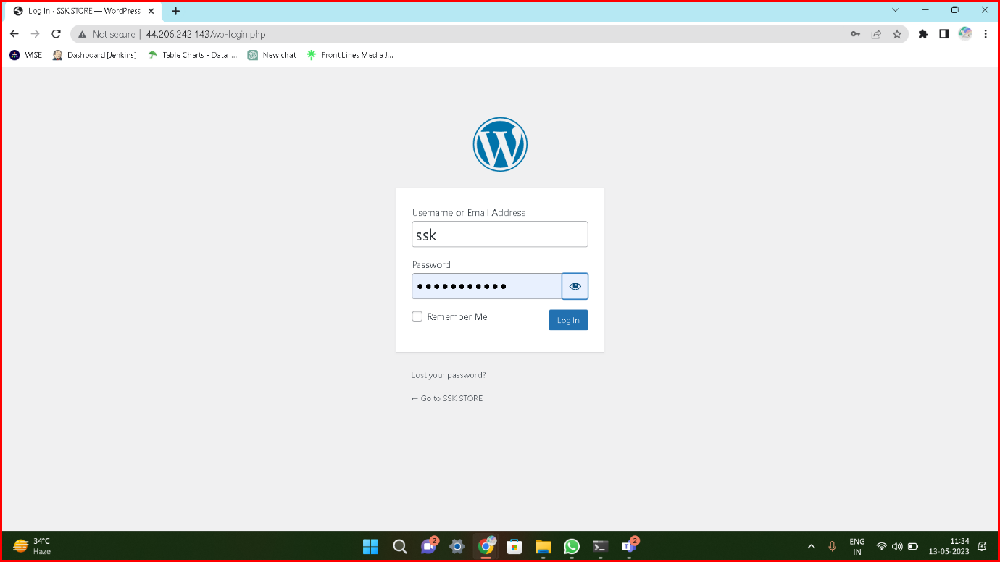 Log In ‹ SSK STORE — WordPress
Not secure | 44.206.242.143/wp-login.php
WISE Dashboard [Jenkins] Table Charts - Data I... New chat Front Lines Media J...
W
Username or Email Address
ssk
Password
•••••••••••
Remember Me
Log In
Lost your password?
← Go to SSK STORE
34°C
Haze
2
2
ENG
IN
11:34
13-05-2023